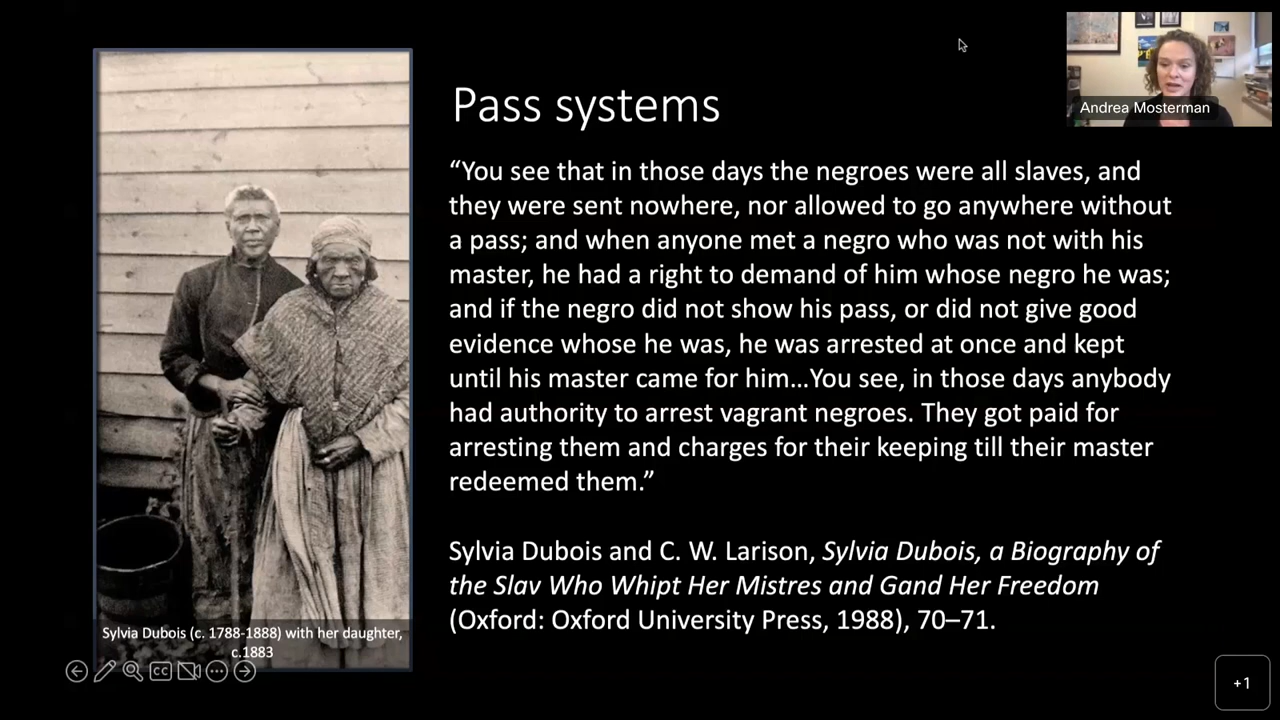 Andrea Mosterman
Pass systems
“You see that in those days the negroes were all slaves, and
they were sent nowhere, nor allowed to go anywhere without
a pass; and when anyone met a negro who was not with his
master, he had a right to demand of him whose negro he was;
and if the negro did not show his pass, or did not give good
evidence whose he was, he was arrested at once and kept
until his master came for him…You see, in those days anybody
had authority to arrest vagrant negroes. They got paid for
arresting them and charges for their keeping till their master
redeemed them.”
Sylvia Dubois and C. W. Larison, Sylvia Dubois, a Biography of
the Slav Who Whipt Her Mistres and Gand Her Freedom
(Oxford: Oxford University Press, 1988), 70–71.
Sylvia Dubois (c. 1788-1888) with her daughter,
c.1883
CC
+1